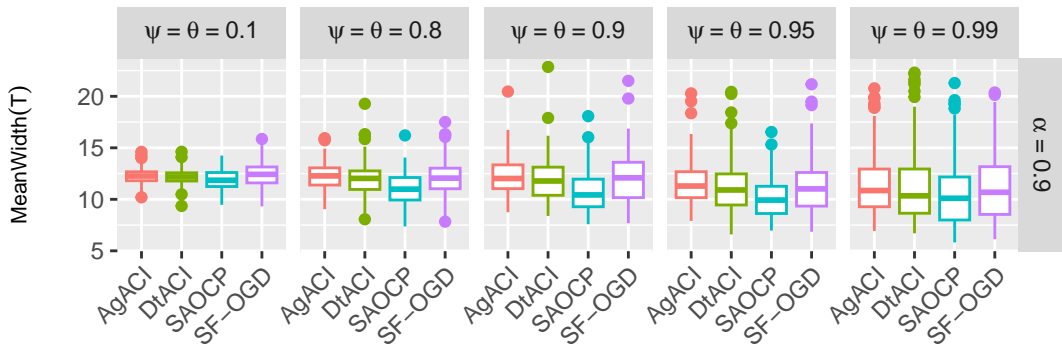 ψ = θ = 0.1
ψ = θ = 0.8
ψ = θ = 0.9
ψ = θ = 0.95
ψ = θ = 0.99
MeanWidth(T)
20
15
10
5
α = 0.9
AgACI
DtACI
SAOCP
SF−OGD
AgACI
DtACI
SAOCP
SF−OGD
AgACI
DtACI
SAOCP
SF−OGD
AgACI
DtACI
SAOCP
SF−OGD
AgACI
DtACI
SAOCP
SF−OGD